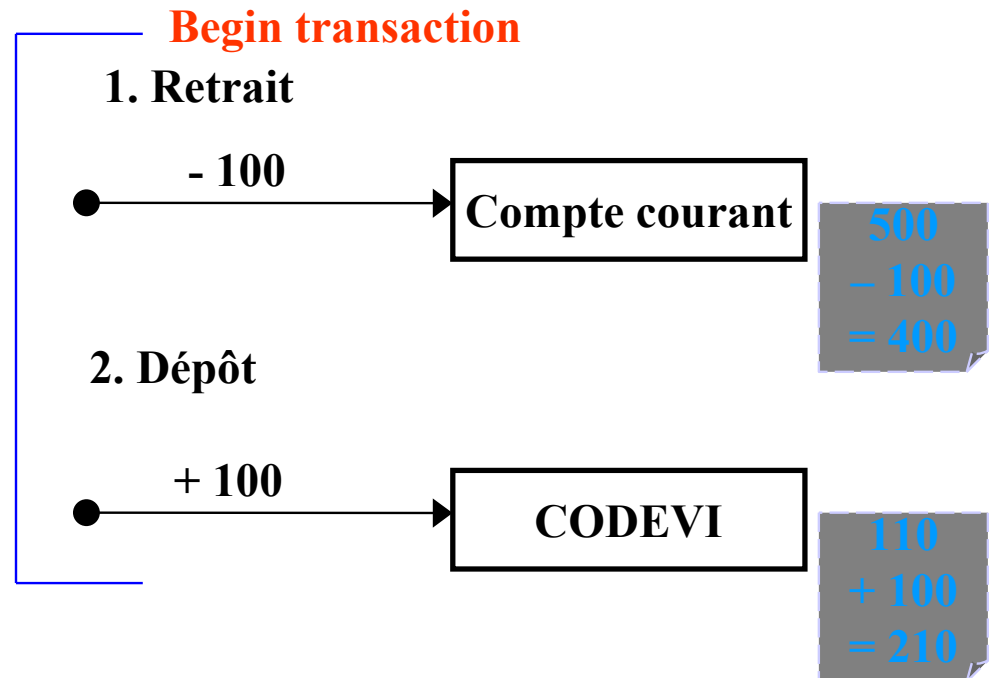 Begin transaction
1. Retrait
- 100
Compte courant
500
– 100
= 400
2. Dépôt
+ 100
CODEVI
110
+ 100
= 210